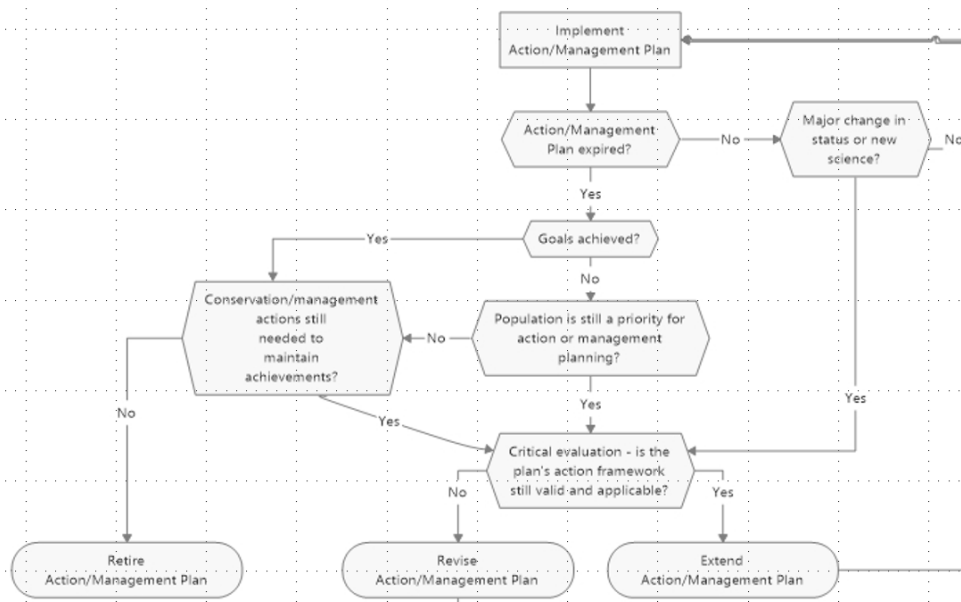 Implement
Action/Management Plan
Action/Management
Plan expired?
No
Major change in
status or new
science?
No
Yes
Yes
Goals achieved?
No
Conservation/management
actions still
needed to
maintain
achievements?
No
Population is still a priority for
action or management
planning?
Yes
Yes
No
Yes
Critical evaluation - is the
plan's action framework
still valid and applicable?
No
Yes
Retire
Action/Management Plan
Revise
Action/Management Plan
Extend
Action/Management Plan